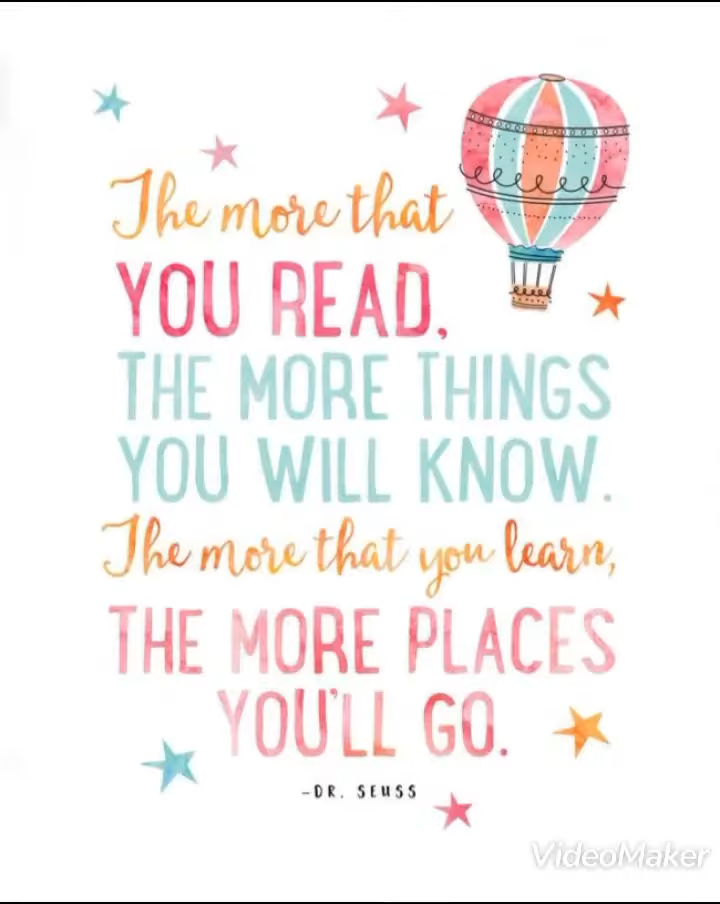 The more that
YOU READ,
THE MORE THINGS
YOU WILL KNOW.
The more that you learn,
THE MORE PLACES
YOU'LL GO.
-DR. SEUSS
VideoMaker